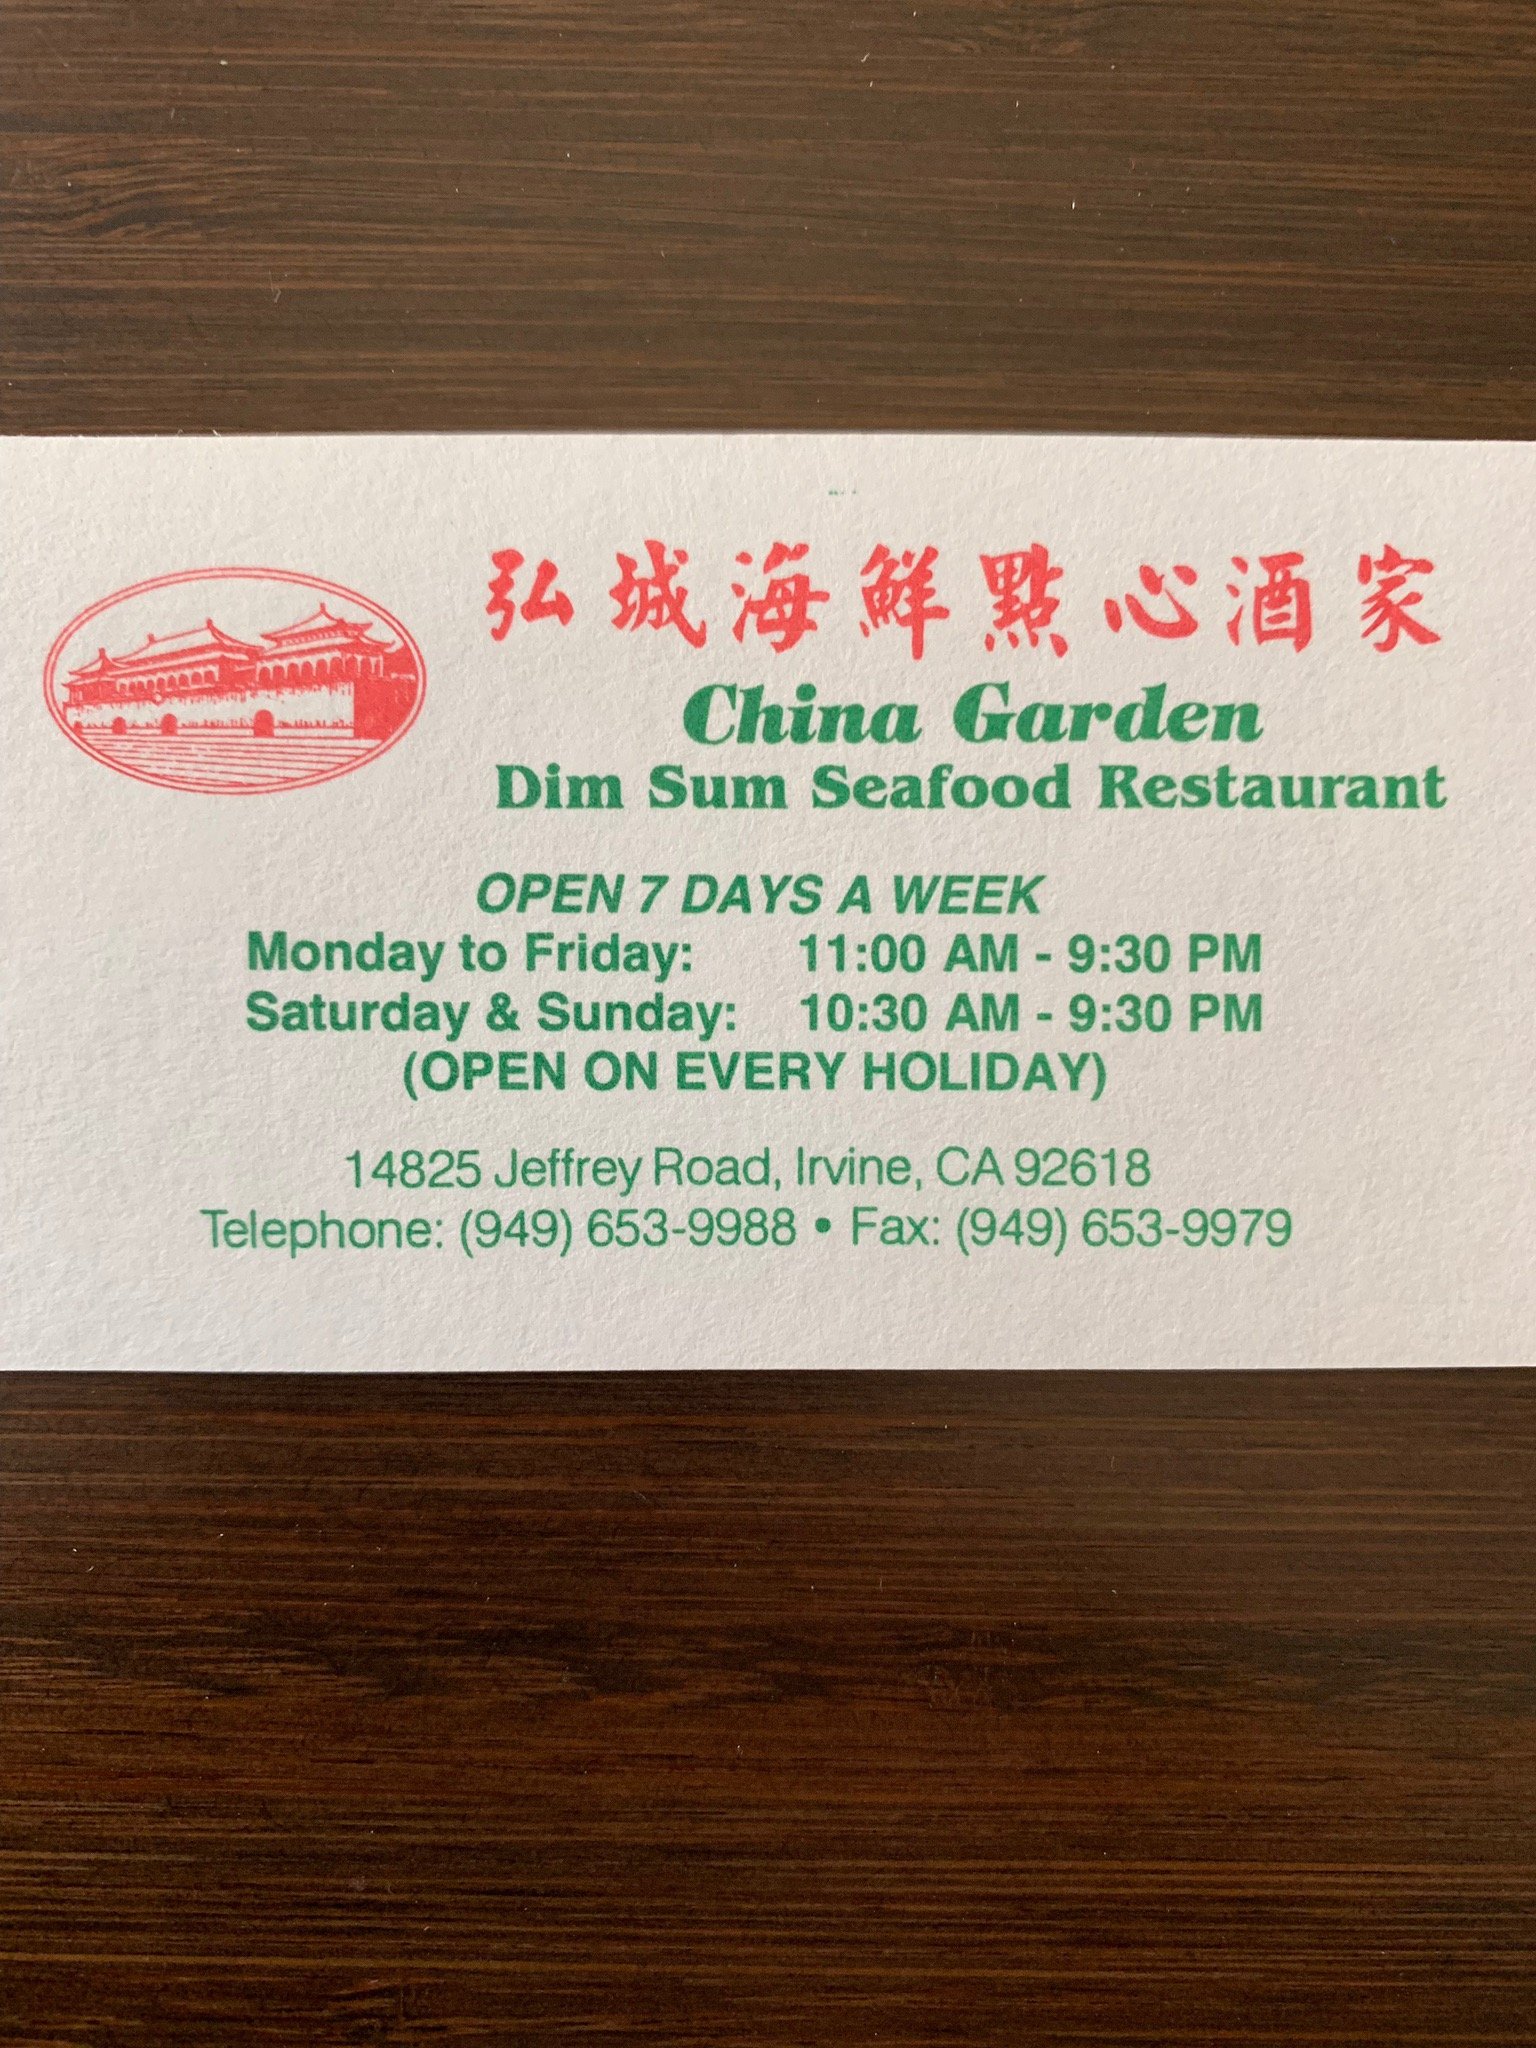 弘城海鮮點心酒家
China Garden
Dim Sum Seafood Restaurant
OPEN 7 DAYS A WEEK
Monday to Friday: 11:00 AM - 9:30 PM
Saturday & Sunday: 10:30 AM - 9:30 PM
(OPEN ON EVERY HOLIDAY)
14825 Jeffrey Road, Irvine, CA 92618
Telephone: (949) 653-9988 • Fax: (949) 653-9979